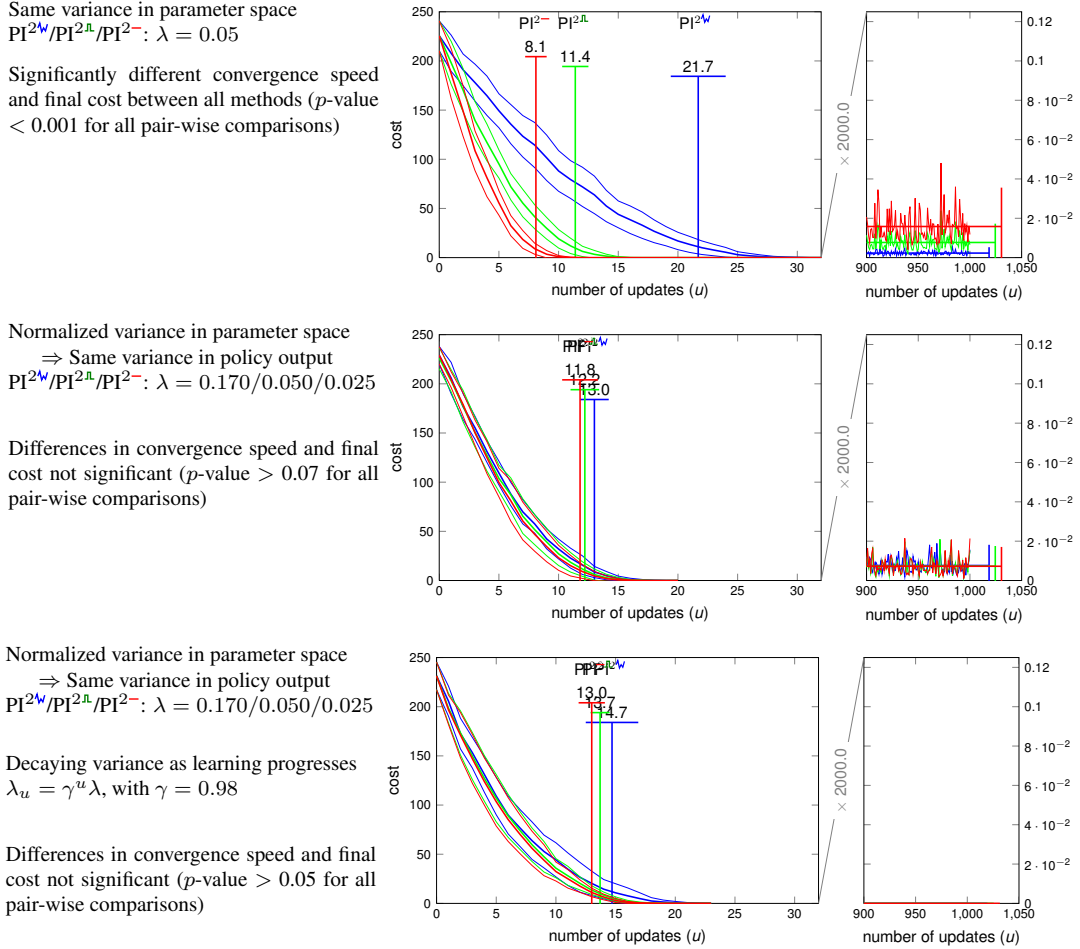 Same variance in parameter space
PI²/PI²/PI²: λ = 0.05
Significantly different convergence speed
and final cost between all methods (p-value
< 0.001 for all pair-wise comparisons)
250
200
150
100
50
0
cost
0 5 10 15 20 25 30
number of updates (u)
PI² PI² PI²
8.1 11.4 21.7
× 2000.0
0.12
0.1
8 · 10⁻²
6 · 10⁻²
4 · 10⁻²
2 · 10⁻²
0
900 950 1,000 1,050
number of updates (u)
Normalized variance in parameter space
⇒ Same variance in policy output
PI²/PI²/PI²: λ = 0.170/0.050/0.025
Differences in convergence speed and final
cost not significant (p-value > 0.07 for all
pair-wise comparisons)
250
200
150
100
50
0
cost
0 5 10 15 20 25 30
number of updates (u)
PI² PI² PI²
11.8
12.2
13.0
× 2000.0
0.12
0.1
8 · 10⁻²
6 · 10⁻²
4 · 10⁻²
2 · 10⁻²
0
900 950 1,000 1,050
number of updates (u)
Normalized variance in parameter space
⇒ Same variance in policy output
PI²/PI²/PI²: λ = 0.170/0.050/0.025
Decaying variance as learning progresses
λᵤ = γᵘλ, with γ = 0.98
Differences in convergence speed and final
cost not significant (p-value > 0.05 for all
pair-wise comparisons)
250
200
150
100
50
0
cost
0 5 10 15 20 25 30
number of updates (u)
PI² PI² PI²
13.0
13.7
14.7
× 2000.0
0.12
0.1
8 · 10⁻²
6 · 10⁻²
4 · 10⁻²
2 · 10⁻²
0
900 950 1,000 1,050
number of updates (u)